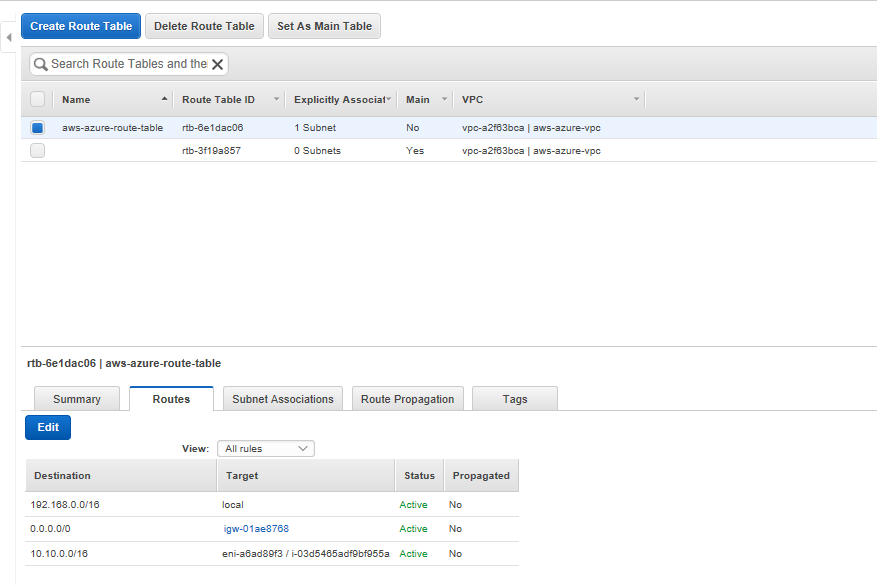 Create Route Table Delete Route Table Set As Main Table
Search Route Tables and the
Name Route Table ID Explicitly Associat Main VPC
aws-azure-route-table rtb-6e1dac06 1 Subnet No vpc-a2f63bca | aws-azure-vpc
rtb-3f19a857 0 Subnets Yes vpc-a2f63bca | aws-azure-vpc
rtb-6e1dac06 | aws-azure-route-table
Summary Routes Subnet Associations Route Propagation Tags
Edit
View: All rules
Destination Target Status Propagated
192.168.0.0/16 local Active No
0.0.0.0/0 igw-01ae8768 Active No
10.10.0.0/16 eni-a6ad89f3 / i-03d5465adf9bf955a Active No